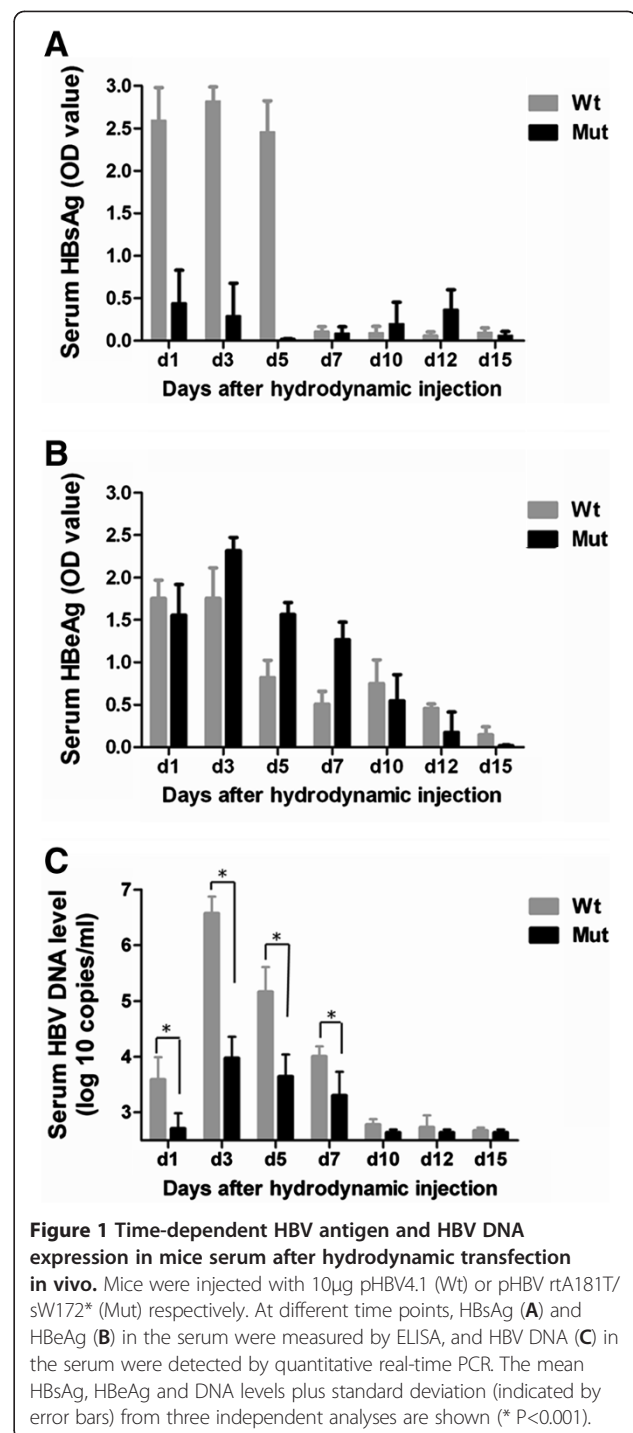 A
Serum HBsAg (OD value)
3.0
2.5
2.0
1.5
1.0
0.5
0.0
Wt
Mut
d1 d3 d5 d7 d10 d12 d15
Days after hydrodynamic injection
B
Serum HBeAg (OD value)
3.0
2.5
2.0
1.5
1.0
0.5
0.0
Wt
Mut
d1 d3 d5 d7 d10 d12 d15
Days after hydrodynamic injection
C
Serum HBV DNA level
(log 10 copies/ml)
7
6
5
4
3
* * * *
Wt
Mut
d1 d3 d5 d7 d10 d12 d15
Days after hydrodynamic injection
Figure 1 Time-dependent HBV antigen and HBV DNA
expression in mice serum after hydrodynamic transfection
in vivo. Mice were injected with 10μg pHBV4.1 (Wt) or pHBV rtA181T/
sW172* (Mut) respectively. At different time points, HBsAg (A) and
HBeAg (B) in the serum were measured by ELISA, and HBV DNA (C) in
the serum were detected by quantitative real-time PCR. The mean
HBsAg, HBeAg and DNA levels plus standard deviation (indicated by
error bars) from three independent analyses are shown (* P<0.001).